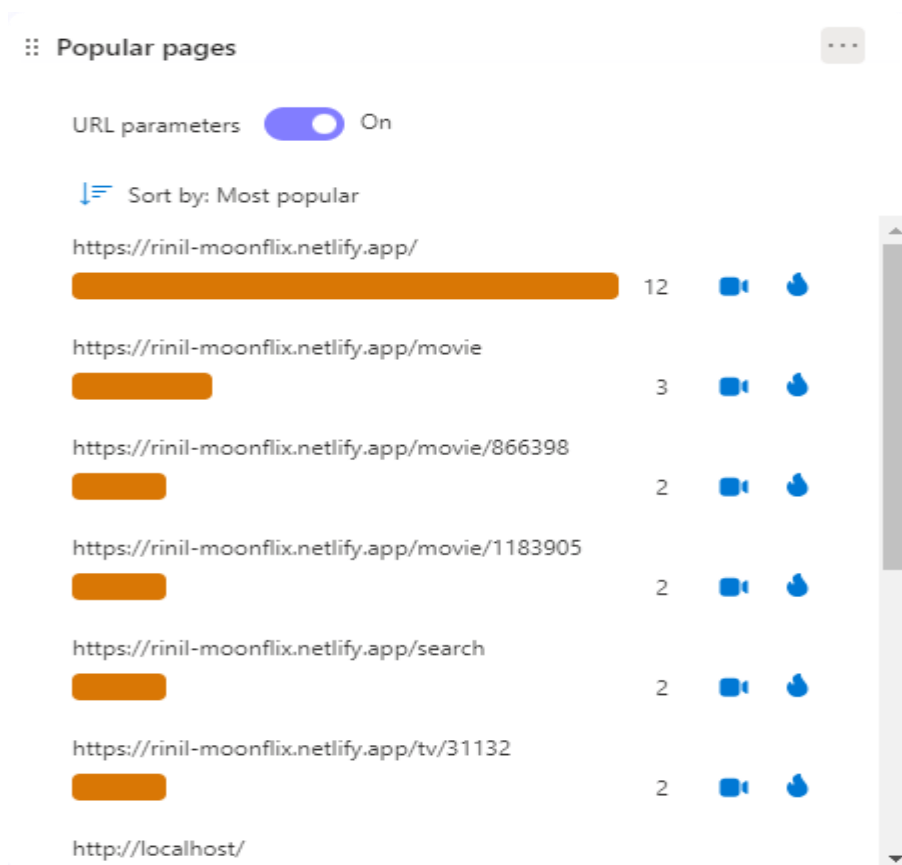 Popular pages
URL parameters On
Sort by: Most popular
https://rinil-moonflix.netlify.app/
12
https://rinil-moonflix.netlify.app/movie
3
https://rinil-moonflix.netlify.app/movie/866398
2
https://rinil-moonflix.netlify.app/movie/1183905
2
https://rinil-moonflix.netlify.app/search
2
https://rinil-moonflix.netlify.app/tv/31132
2
http://localhost/